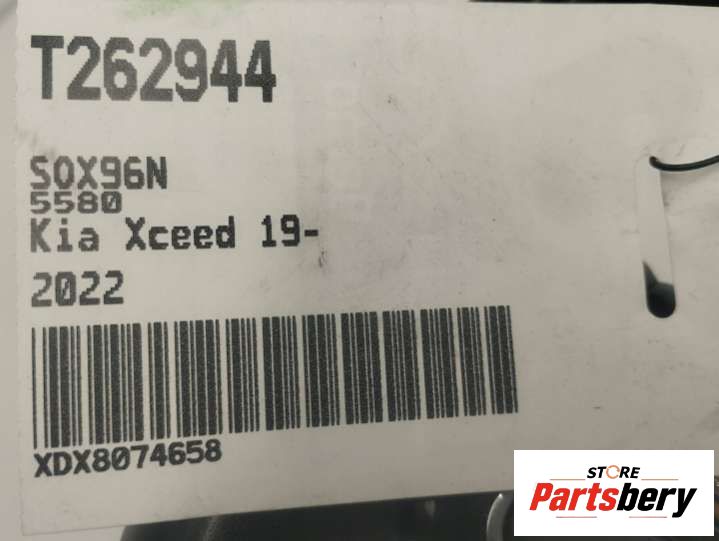 T262944
SOX96N
5580
Kia Xceed 19-
2022
XDX8074658
STORE
Partsbery